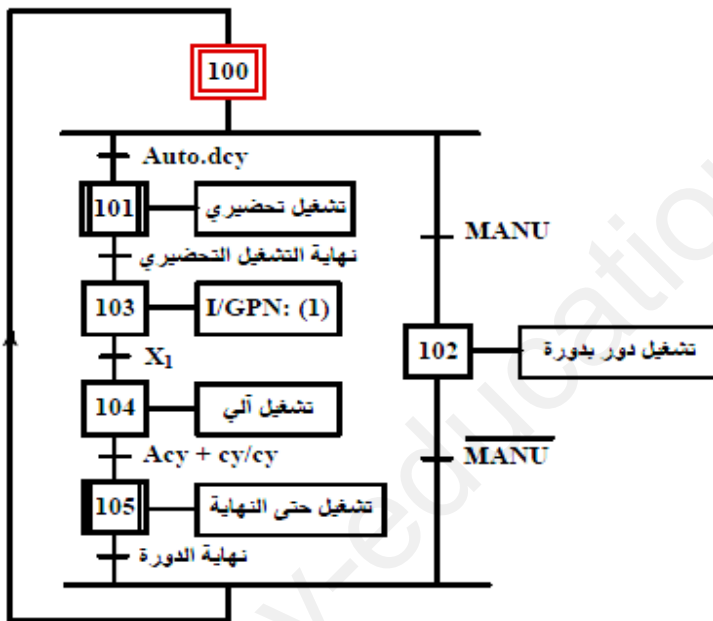 100
Auto.dcy
101
تشغيل تحضيري
نهاية التشغيل التحضيري
MANU
103
I/GPN: (1)
X₁
102
تشغيل دور بدورة
104
تشغيل آلي
Acy + cy/cy
M̅A̅N̅U̅
105
تشغيل حتى النهاية
نهاية الدورة
y-education